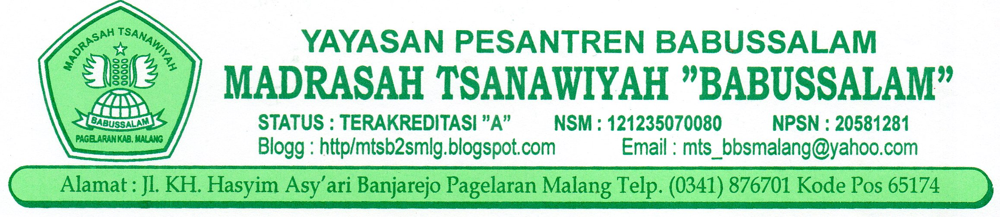 MADRASAH TSANAWIYAH
BABUSSALAM
PAGELARAN KAB. MALANG
YAYASAN PESANTREN BABUSSALAM
MADRASAH TSANAWIYAH ”BABUSSALAM”
STATUS : TERAKREDITASI ”A” NSM : 121235070080 NPSN : 20581281
Blogg : http/mtsb2smlg.blogspot.com Email : mts_bbsmalang@yahoo.com
Alamat : Jl. KH. Hasyim Asy’ari Banjarejo Pagelaran Malang Telp. (0341) 876701 Kode Pos 65174